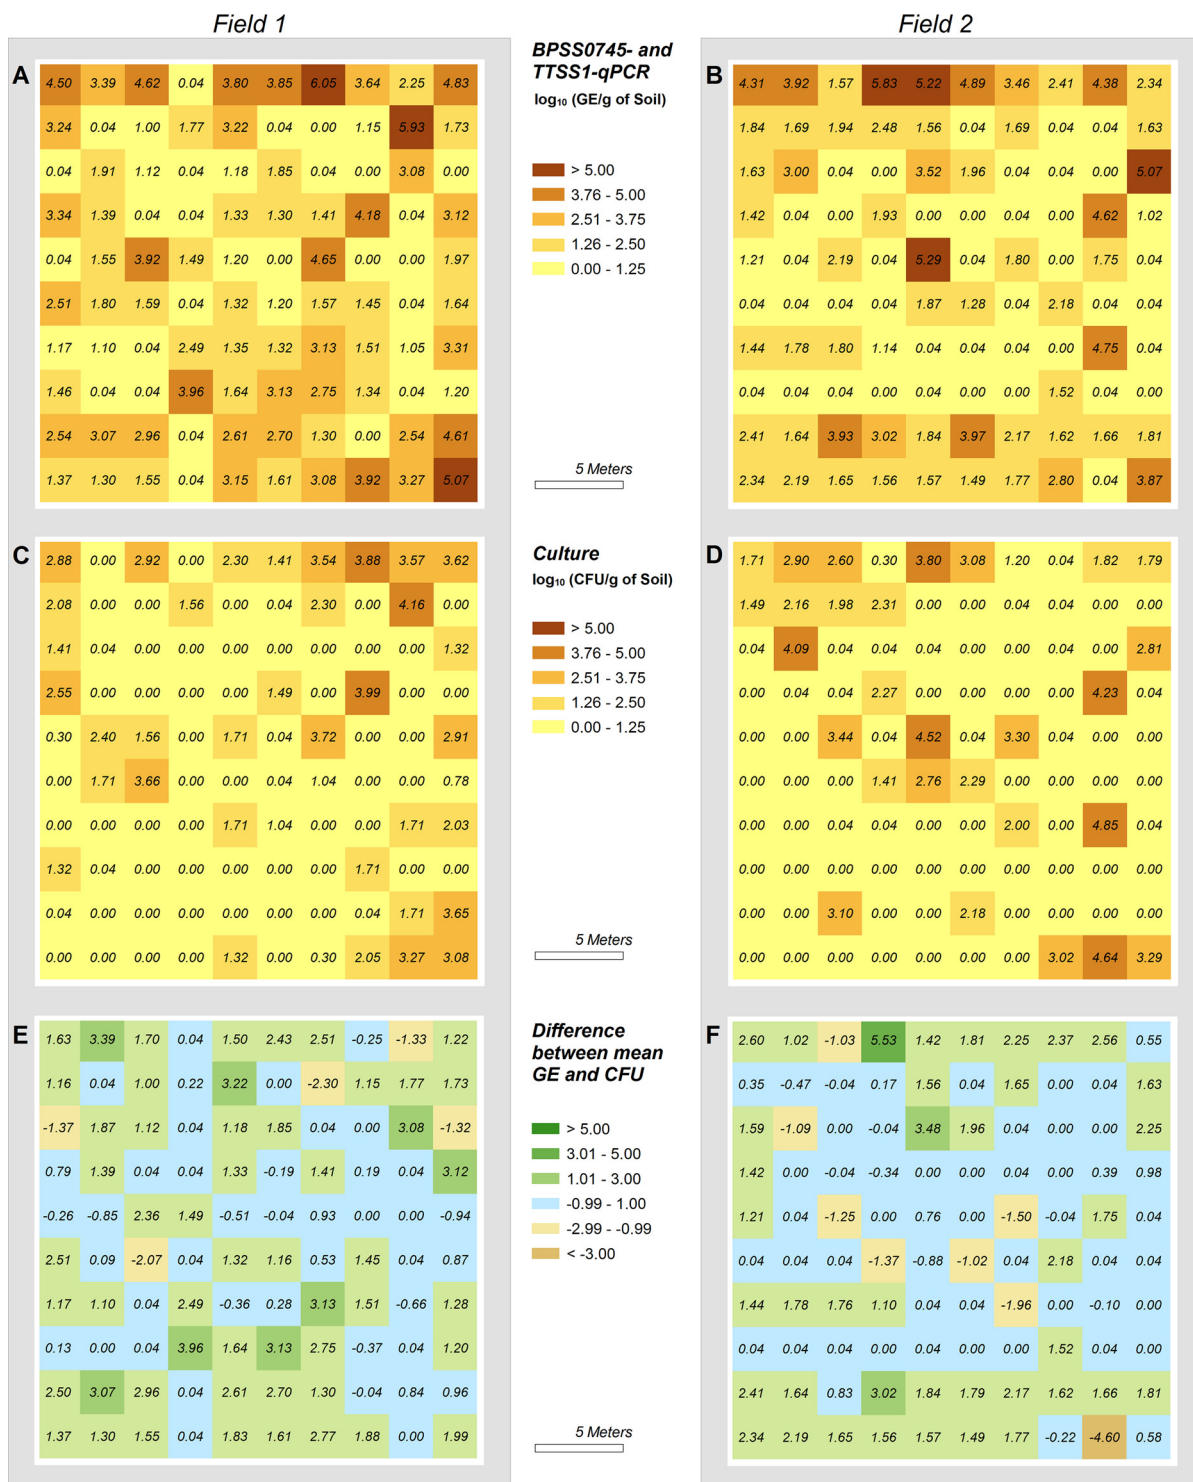 Field 1
Field 2
A
4.50 3.39 4.62 0.04 3.80 3.85 6.05 3.64 2.25 4.83
3.24 0.04 1.00 1.77 3.22 0.04 0.00 1.15 5.93 1.73
0.04 1.91 1.12 0.04 1.18 1.85 0.04 0.00 3.08 0.00
3.34 1.39 0.04 0.04 1.33 1.30 1.41 4.18 0.04 3.12
0.04 1.55 3.92 1.49 1.20 0.00 4.65 0.00 0.00 1.97
2.51 1.80 1.59 0.04 1.32 1.20 1.57 1.45 0.04 1.64
1.17 1.10 0.04 2.49 1.35 1.32 3.13 1.51 1.05 3.31
1.46 0.04 0.04 3.96 1.64 3.13 2.75 1.34 0.04 1.20
2.54 3.07 2.96 0.04 2.61 2.70 1.30 0.00 2.54 4.61
1.37 1.30 1.55 0.04 3.15 1.61 3.08 3.92 3.27 5.07
BPSS0745- and
TTSS1-qPCR
log₁₀ (GE/g of Soil)
> 5.00
3.76 - 5.00
2.51 - 3.75
1.26 - 2.50
0.00 - 1.25
5 Meters
B
4.31 3.92 1.57 5.83 5.22 4.89 3.46 2.41 4.38 2.34
1.84 1.69 1.94 2.48 1.56 0.04 1.69 0.04 0.04 1.63
1.63 3.00 0.04 0.00 3.52 1.96 0.04 0.04 0.00 5.07
1.42 0.04 0.00 1.93 0.00 0.00 0.04 0.00 4.62 1.02
1.21 0.04 2.19 0.04 5.29 0.04 1.80 0.00 1.75 0.04
0.04 0.04 0.04 0.04 1.87 1.28 0.04 2.18 0.04 0.04
1.44 1.78 1.80 1.14 0.04 0.04 0.04 0.00 4.75 0.04
0.04 0.04 0.04 0.00 0.04 0.00 0.00 1.52 0.04 0.00
2.41 1.64 3.93 3.02 1.84 3.97 2.17 1.62 1.66 1.81
2.34 2.19 1.65 1.56 1.57 1.49 1.77 2.80 0.04 3.87
C
2.88 0.00 2.92 0.00 2.30 1.41 3.54 3.88 3.57 3.62
2.08 0.00 0.00 1.56 0.00 0.04 2.30 0.00 4.16 0.00
1.41 0.04 0.00 0.00 0.00 0.00 0.00 0.00 0.00 1.32
2.55 0.00 0.00 0.00 0.00 1.49 0.00 3.99 0.00 0.00
0.30 2.40 1.56 0.00 1.71 0.04 3.72 0.00 0.00 2.91
0.00 1.71 3.66 0.00 0.00 0.04 1.04 0.00 0.00 0.78
0.00 0.00 0.00 0.00 1.71 1.04 0.00 0.00 1.71 2.03
1.32 0.04 0.00 0.00 0.00 0.00 0.00 1.71 0.00 0.00
0.04 0.00 0.00 0.00 0.00 0.00 0.00 0.04 1.71 3.65
0.00 0.00 0.00 0.00 1.32 0.00 0.30 2.05 3.27 3.08
Culture
log₁₀ (CFU/g of Soil)
> 5.00
3.76 - 5.00
2.51 - 3.75
1.26 - 2.50
0.00 - 1.25
5 Meters
D
1.71 2.90 2.60 0.30 3.80 3.08 1.20 0.04 1.82 1.79
1.49 2.16 1.98 2.31 0.00 0.00 0.04 0.04 0.00 0.00
0.04 4.09 0.04 0.04 0.04 0.00 0.00 0.00 0.00 2.81
0.00 0.04 0.04 2.27 0.00 0.00 0.00 0.00 4.23 0.04
0.00 0.00 3.44 0.04 4.52 0.04 3.30 0.04 0.00 0.00
0.00 0.00 0.00 1.41 2.76 2.29 0.00 0.00 0.00 0.00
0.00 0.00 0.04 0.04 0.00 0.00 2.00 0.00 4.85 0.04
0.00 0.00 0.00 0.00 0.00 0.00 0.00 0.00 0.00 0.00
0.00 0.00 3.10 0.00 0.00 2.18 0.00 0.00 0.00 0.00
0.00 0.00 0.00 0.00 0.00 0.00 0.00 3.02 4.64 3.29
E
1.63 3.39 1.70 0.04 1.50 2.43 2.51 -0.25 -1.33 1.22
1.16 0.04 1.00 0.22 3.22 0.00 -2.30 1.15 1.77 1.73
-1.37 1.87 1.12 0.04 1.18 1.85 0.04 0.00 3.08 -1.32
0.79 1.39 0.04 0.04 1.33 -0.19 1.41 0.19 0.04 3.12
-0.26 -0.85 2.36 1.49 -0.51 -0.04 0.93 0.00 0.00 -0.94
2.51 0.09 -2.07 0.04 1.32 1.16 0.53 1.45 0.04 0.87
1.17 1.10 0.04 2.49 -0.36 0.28 3.13 1.51 -0.66 1.28
0.13 0.00 0.04 3.96 1.64 3.13 2.75 -0.37 0.04 1.20
2.50 3.07 2.96 0.04 2.61 2.70 1.30 -0.04 0.84 0.96
1.37 1.30 1.55 0.04 1.83 1.61 2.77 1.88 0.00 1.99
Difference
between mean
GE and CFU
> 5.00
3.01 - 5.00
1.01 - 3.00
-0.99 - 1.00
-2.99 - -0.99
< -3.00
5 Meters
F
2.60 1.02 -1.03 5.53 1.42 1.81 2.25 2.37 2.56 0.55
0.35 -0.47 -0.04 0.17 1.56 0.04 1.65 0.00 0.04 1.63
1.59 -1.09 0.00 -0.04 3.48 1.96 0.04 0.00 0.00 2.25
1.42 0.00 -0.04 -0.34 0.00 0.00 0.04 0.00 0.39 0.98
1.21 0.04 -1.25 0.00 0.76 0.00 -1.50 -0.04 1.75 0.04
0.04 0.04 0.04 -1.37 -0.88 -1.02 0.04 2.18 0.04 0.04
1.44 1.78 1.76 1.10 0.04 0.04 -1.96 0.00 -0.10 0.00
0.04 0.04 0.04 0.00 0.04 0.00 0.00 1.52 0.04 0.00
2.41 1.64 0.83 3.02 1.84 1.79 2.17 1.62 1.66 1.81
2.34 2.19 1.65 1.56 1.57 1.49 1.77 -0.22 -4.60 0.58